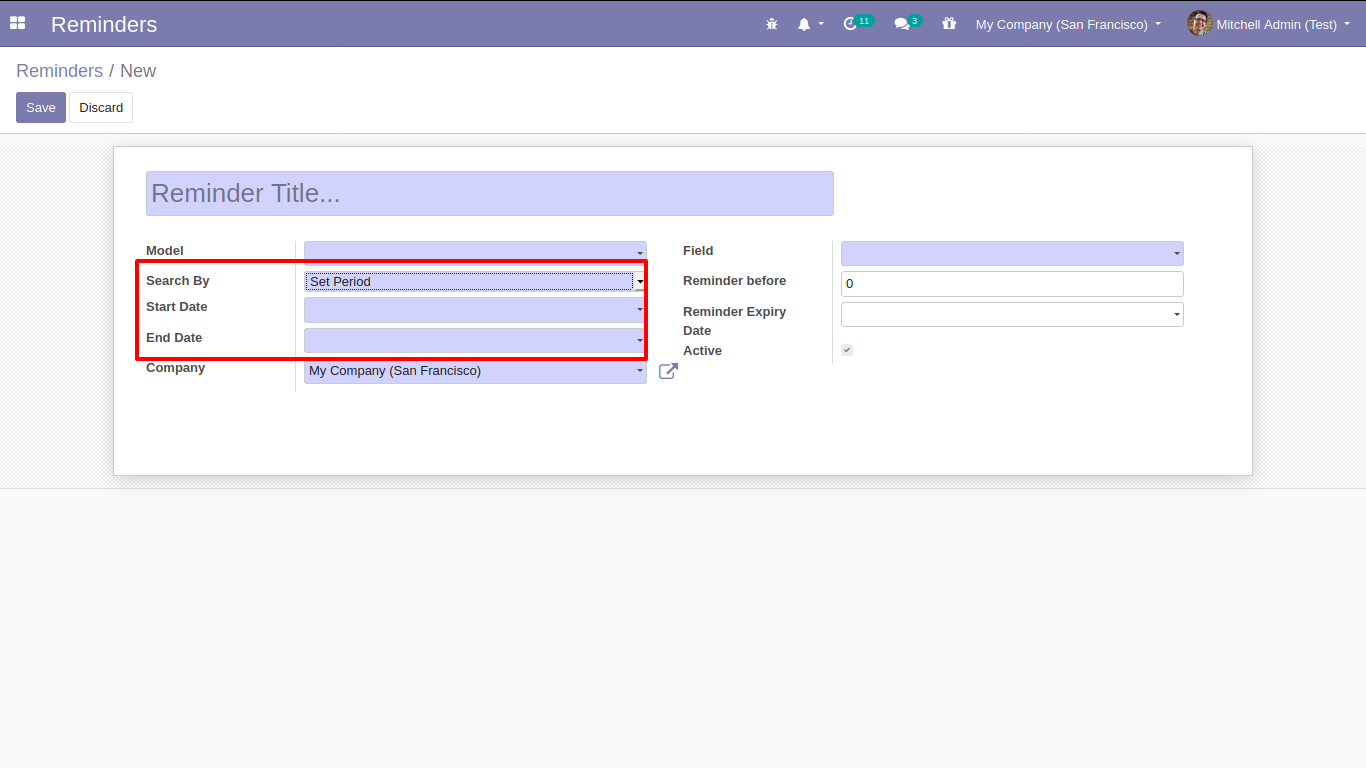 Reminders
11
3
My Company (San Francisco)
Mitchell Admin (Test)
Reminders / New
Save
Discard
Reminder Title...
Model
Search By
Set Period
Start Date
End Date
Company
My Company (San Francisco)
Field
Reminder before
0
Reminder Expiry
Date
Active